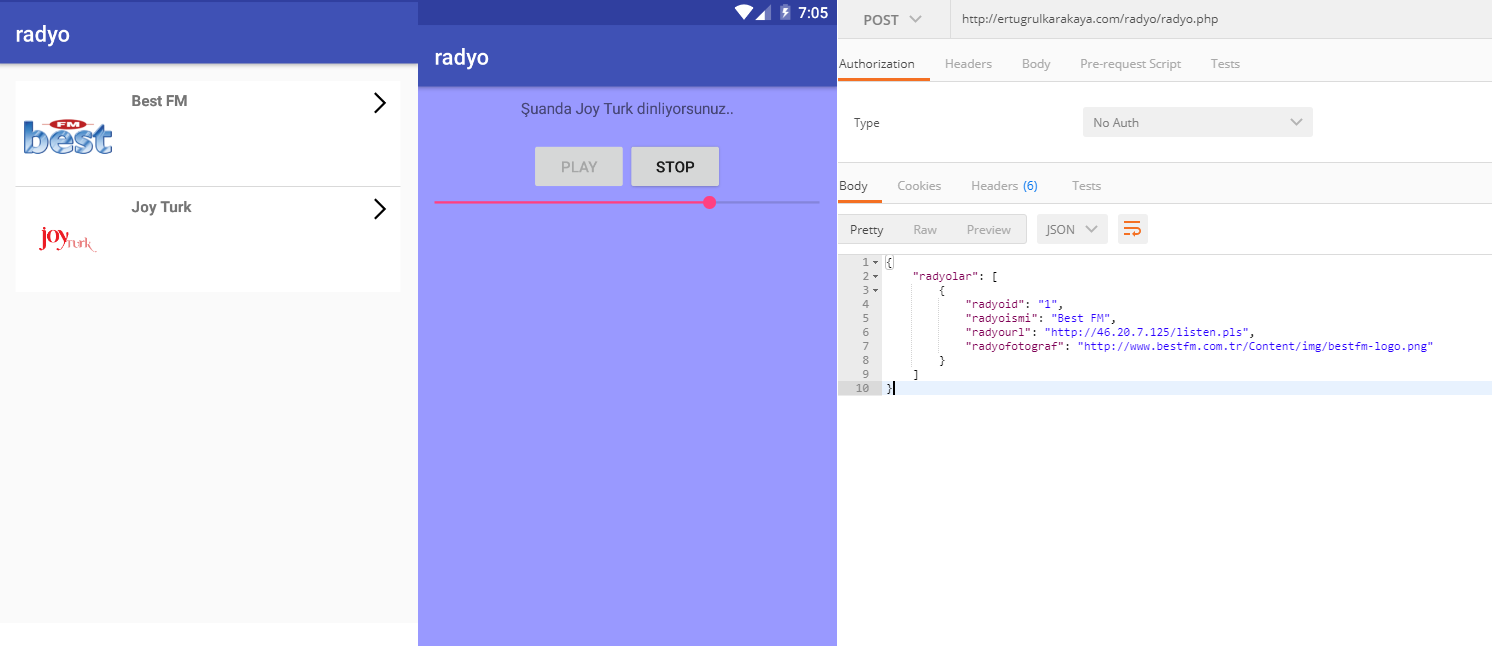 radyo
Best FM
FM
best
Joy Turk
joy turk
7:05
radyo
Şuanda Joy Turk dinliyorsunuz..
PLAY STOP
POST http://ertugrulkarakaya.com/radyo/radyo.php
Authorization Headers Body Pre-request Script Tests
Type No Auth
Body Cookies Headers (6) Tests
Pretty Raw Preview JSON
1 {
2 "radyolar": [
3 {
4 "radyoid": "1",
5 "radyoismi": "Best FM",
6 "radyourl": "http://46.20.7.125/listen.pls",
7 "radyofotograf": "http://www.bestfm.com.tr/Content/img/bestfm-logo.png"
8 }
9 ]
10 }